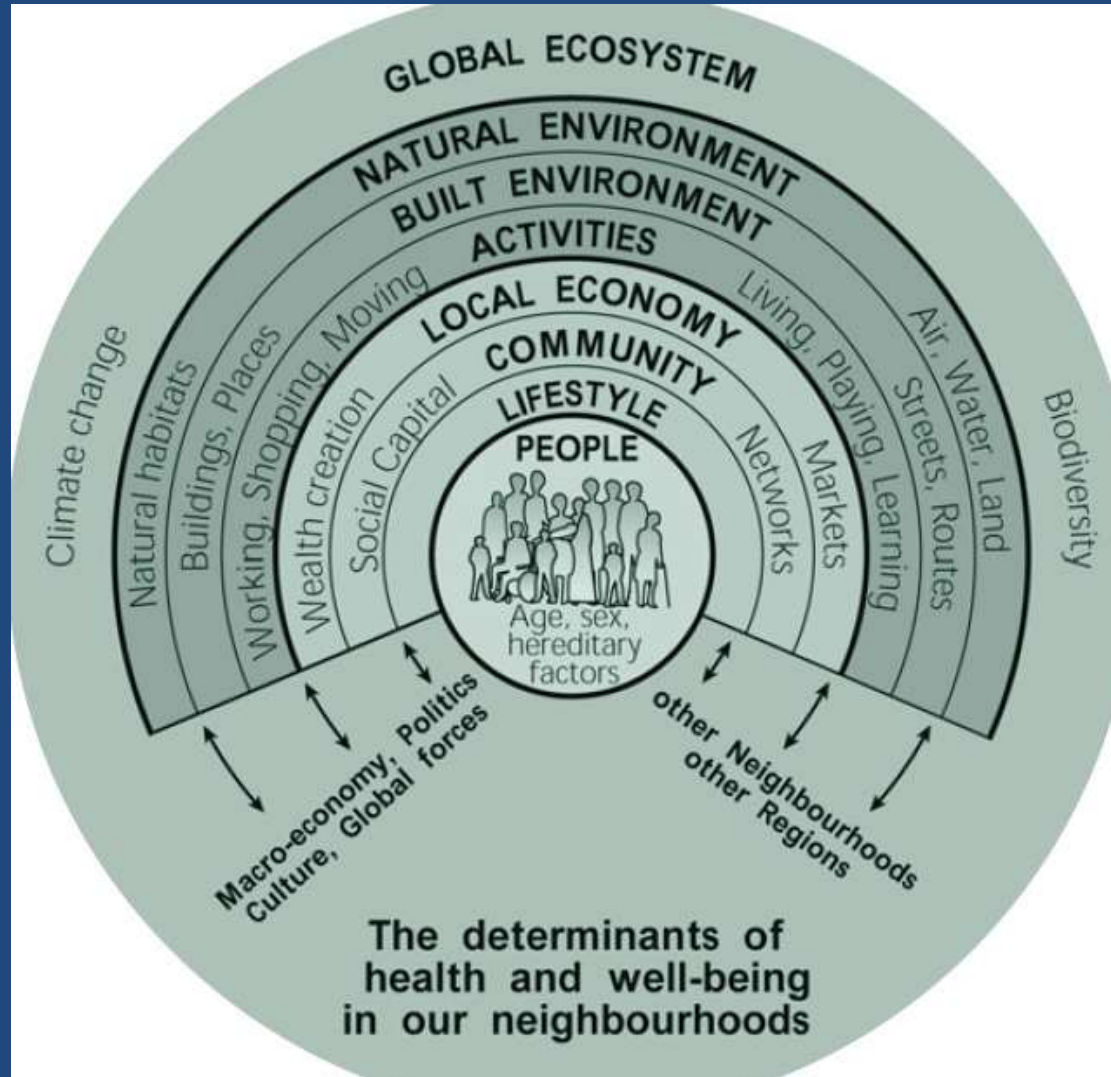 GLOBAL ECOSYSTEM
NATURAL ENVIRONMENT
BUILT ENVIRONMENT
ACTIVITIES
LOCAL ECONOMY
COMMUNITY
LIFESTYLE
PEOPLE
Age, sex,
hereditary
factors
Climate change
Natural habitats
Buildings, Places
Working, Shopping, Moving
Wealth creation
Social Capital
Networks
Markets
Living, Playing, Learning
Streets, Routes
Air, Water, Land
Biodiversity
Macro-economy, Politics
Culture, Global forces
other Neighbourhoods
other Regions
The determinants of
health and well-being
in our neighbourhoods